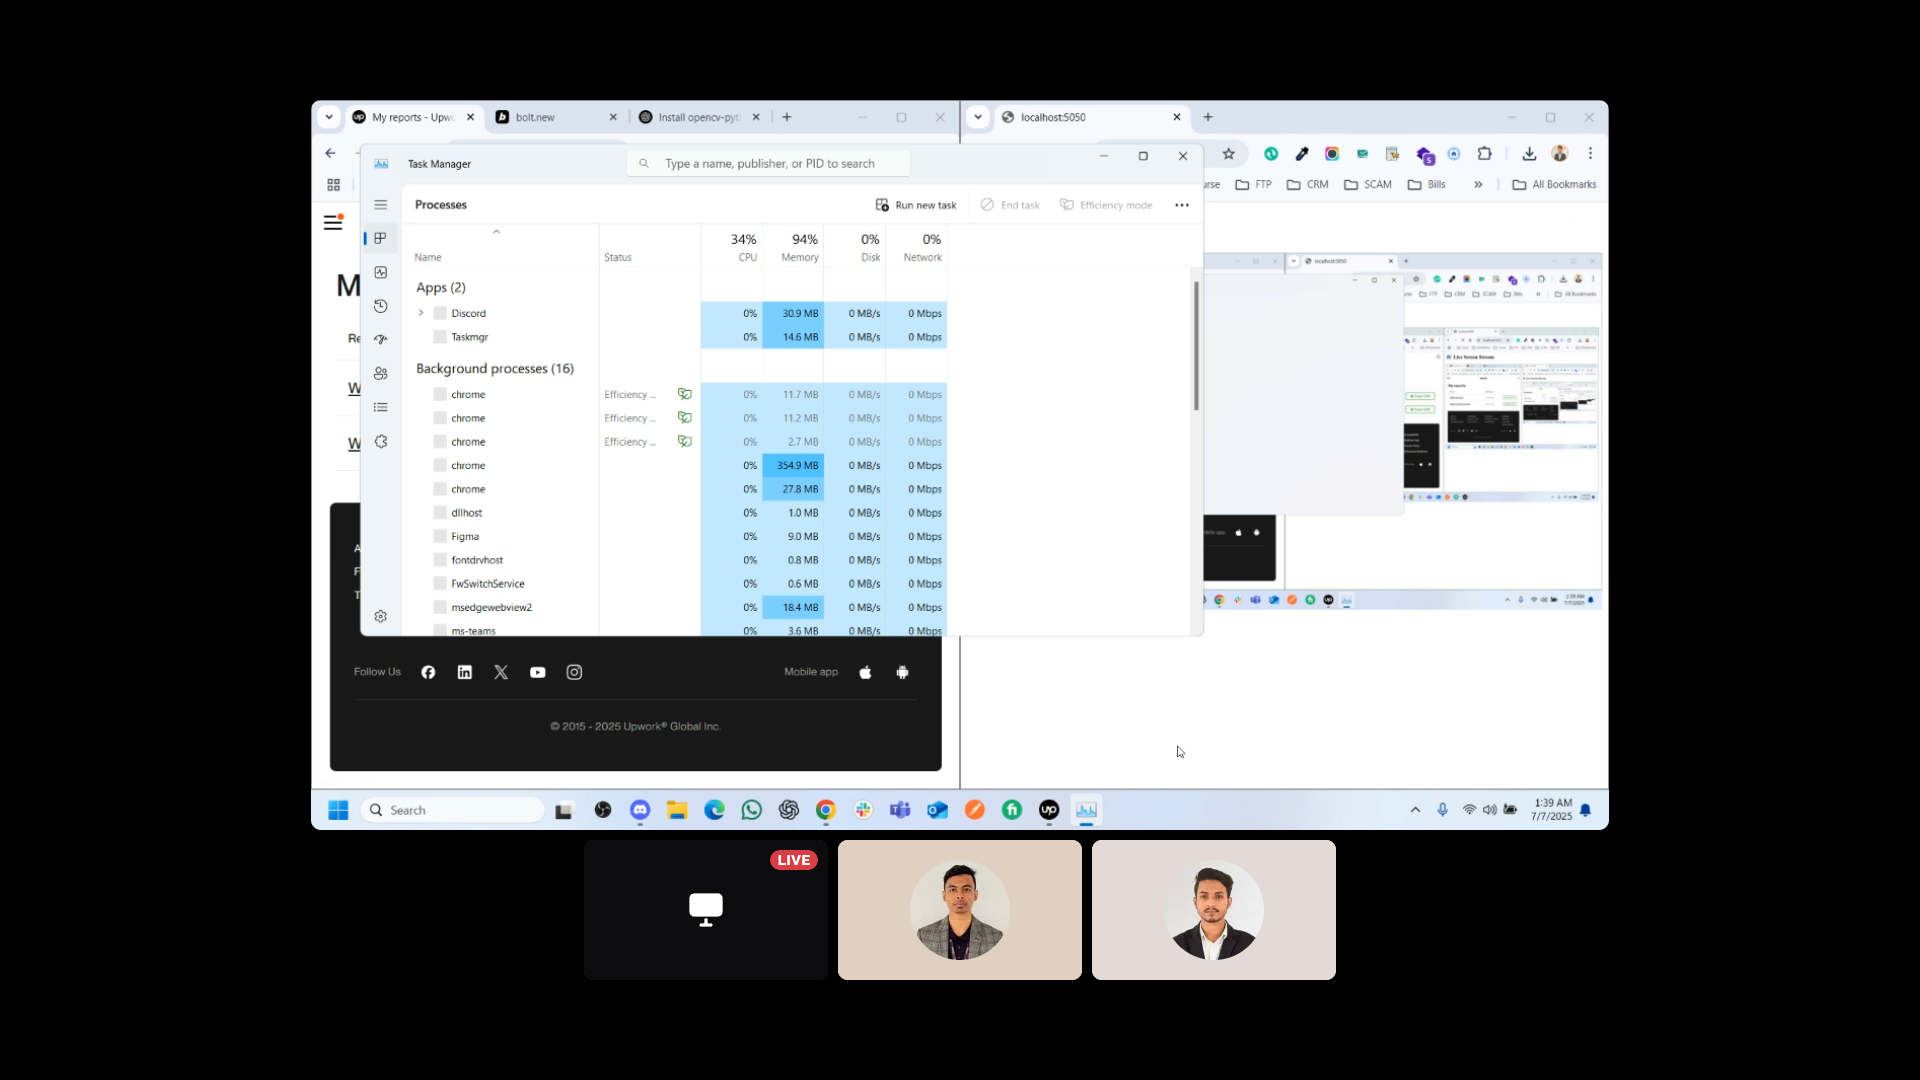 My reports - Upwo
bolt.new
Install opencv-pyt
localhost:5050
Task Manager
Type a name, publisher, or PID to search
urse
FTP
CRM
SCAM
Bills
All Bookmarks
Processes
Run new task
End task
Efficiency mode
34%
94%
0%
0%
Name
Status
CPU
Memory
Disk
Network
Apps (2)
Discord 0% 30.9 MB 0 MB/s 0 Mbps
Taskmgr 0% 14.6 MB 0 MB/s 0 Mbps
Background processes (16)
chrome Efficiency ... 0% 11.7 MB 0 MB/s 0 Mbps
chrome Efficiency ... 0% 11.2 MB 0 MB/s 0 Mbps
chrome Efficiency ... 0% 2.7 MB 0 MB/s 0 Mbps
chrome 0% 354.9 MB 0 MB/s 0 Mbps
chrome 0% 27.8 MB 0 MB/s 0 Mbps
dllhost 0% 1.0 MB 0 MB/s 0 Mbps
Figma 0% 9.0 MB 0 MB/s 0 Mbps
fontdrvhost 0% 0.8 MB 0 MB/s 0 Mbps
FwSwitchService 0% 0.6 MB 0 MB/s 0 Mbps
msedgewebview2 0% 18.4 MB 0 MB/s 0 Mbps
ms-teams 0% 3.6 MB 0 MB/s 0 Mbps
M
Re
W
W
A
F
T
localhost:5050
Live Screen Stream
My reports
Follow Us
Mobile app
© 2015 - 2025 Upwork® Global Inc.
Search
1:39 AM
7/7/2025
LIVE